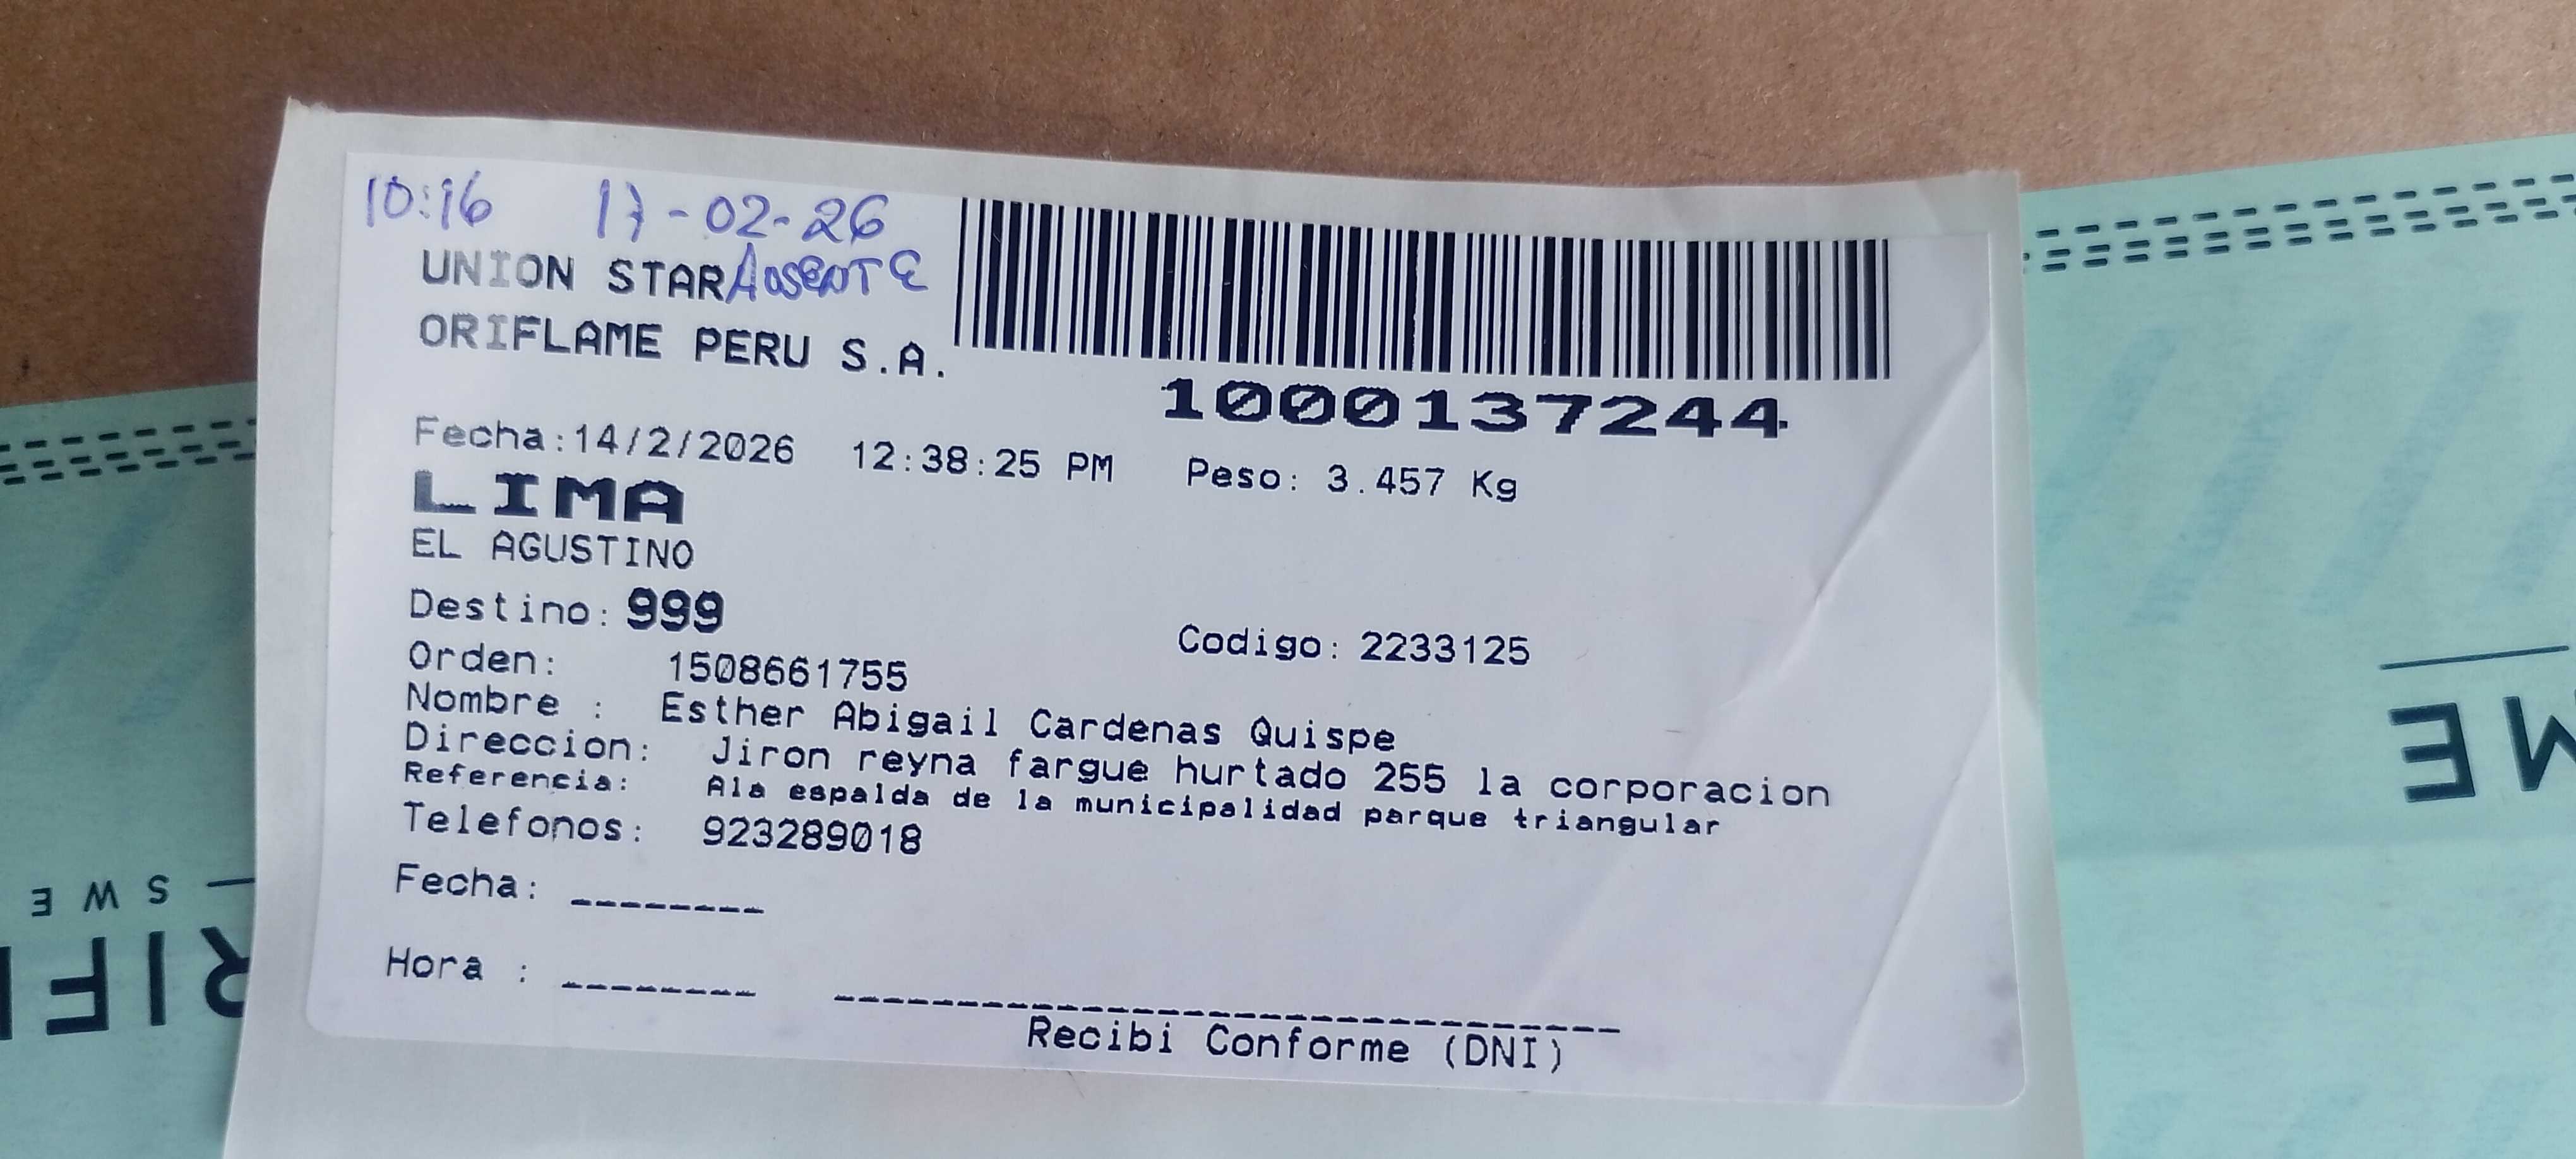 10:16 17-02-26
UNION STAR AUSENTE
ORIFLAME PERU S.A.
1000137244
Fecha:14/2/2026 12:38:25 PM Peso: 3.457 Kg
LIMA
EL AGUSTINO
Destino: 999
Codigo: 2233125
Orden: 1508661755
Nombre : Esther Abigail Cardenas Quispe
Direccion: Jiron reyna fargue hurtado 255 la corporacion
Referencia: Ala espalda de la municipalidad parque triangular
Telefonos: 923289018
Fecha: --------
Hora : --------
Recibi Conforme (DNI)
SWE
RIF
ME